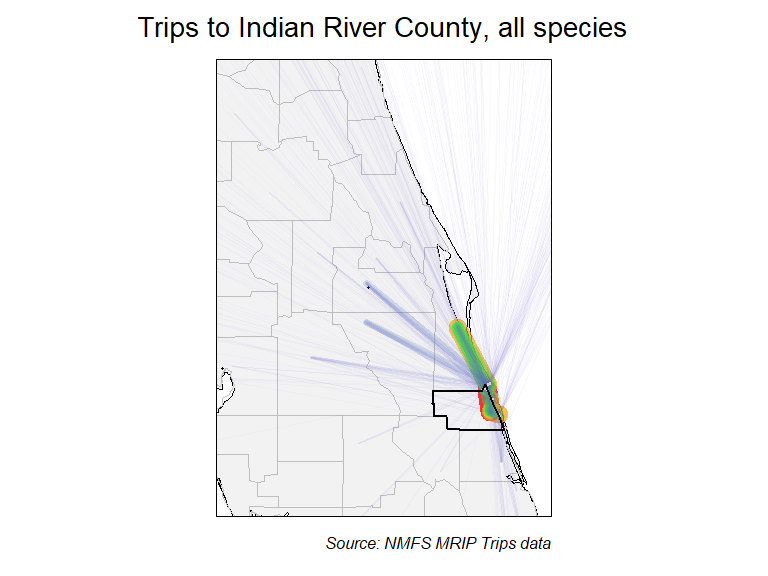 Trips to Indian River County, all species
Source: NMFS MRIP Trips data